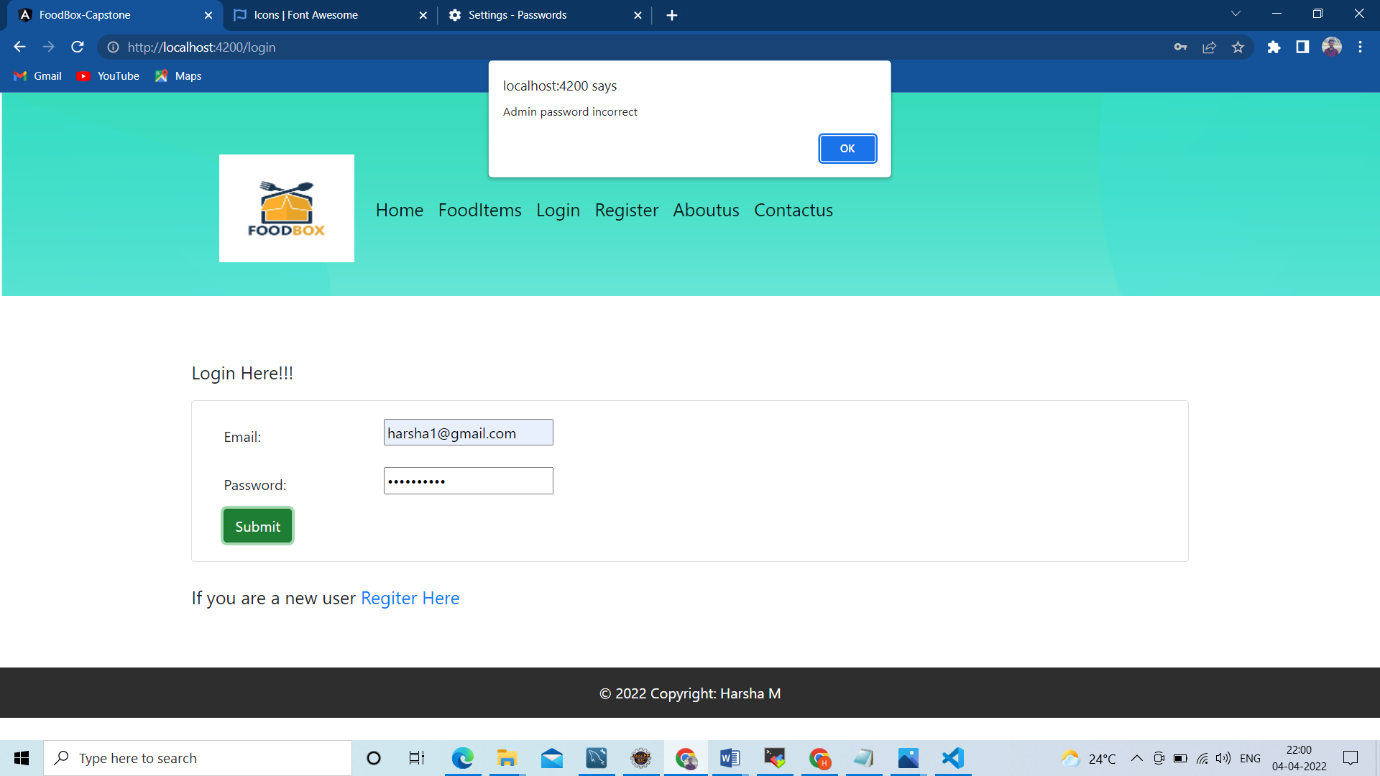 FoodBox-Capstone
Icons | Font Awesome
Settings - Passwords
http://localhost:4200/login
Gmail
YouTube
Maps
localhost:4200 says
Admin password incorrect
OK
FOODBOX
Home FoodItems Login Register Aboutus Contactus
Login Here!!!
Email: harsha1@gmail.com
Password: ••••••••••
Submit
If you are a new user Regiter Here
© 2022 Copyright: Harsha M
Type here to search
24°C
ENG
22:00
04-04-2022